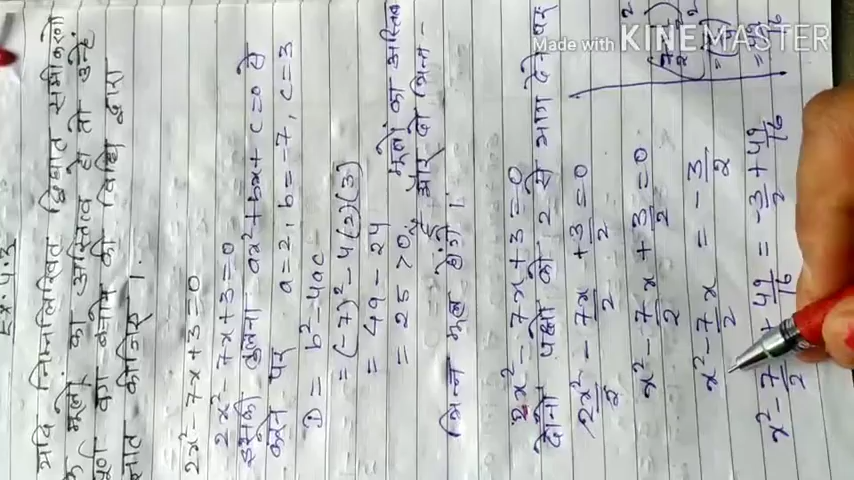 Ex. 4.3
यदि निम्नलिखित द्विघात समीकरणों
के मूलों का अस्तित्व है तो उन्हें
पूर्ण वर्ग बनाने की विधि द्वारा
ज्ञात कीजिए।
2x²-7x+3=0
2x²-7x+3=0
इसकी तुलना ax²+bx+c=0 से
करने पर a=2, b=-7, c=3
D = b²-4ac
= (-7)²-4(2)(3)
= 49-24
= 25 >0
मूलों का
है और दो भिन्न-
भिन्न मूल होंगे।
2x²-7x+3=0
दोनों पक्षों को 2 से भाग देने पर
2x²/2 - 7x/2 + 3/2 = 0
x² - 7/2 x + 3/2 = 0
x² - 7/2 x = - 3/2
x² - 7/2 + 49/16 = -3/2 + 49/16
= 49/16
Made with KINEMASTER